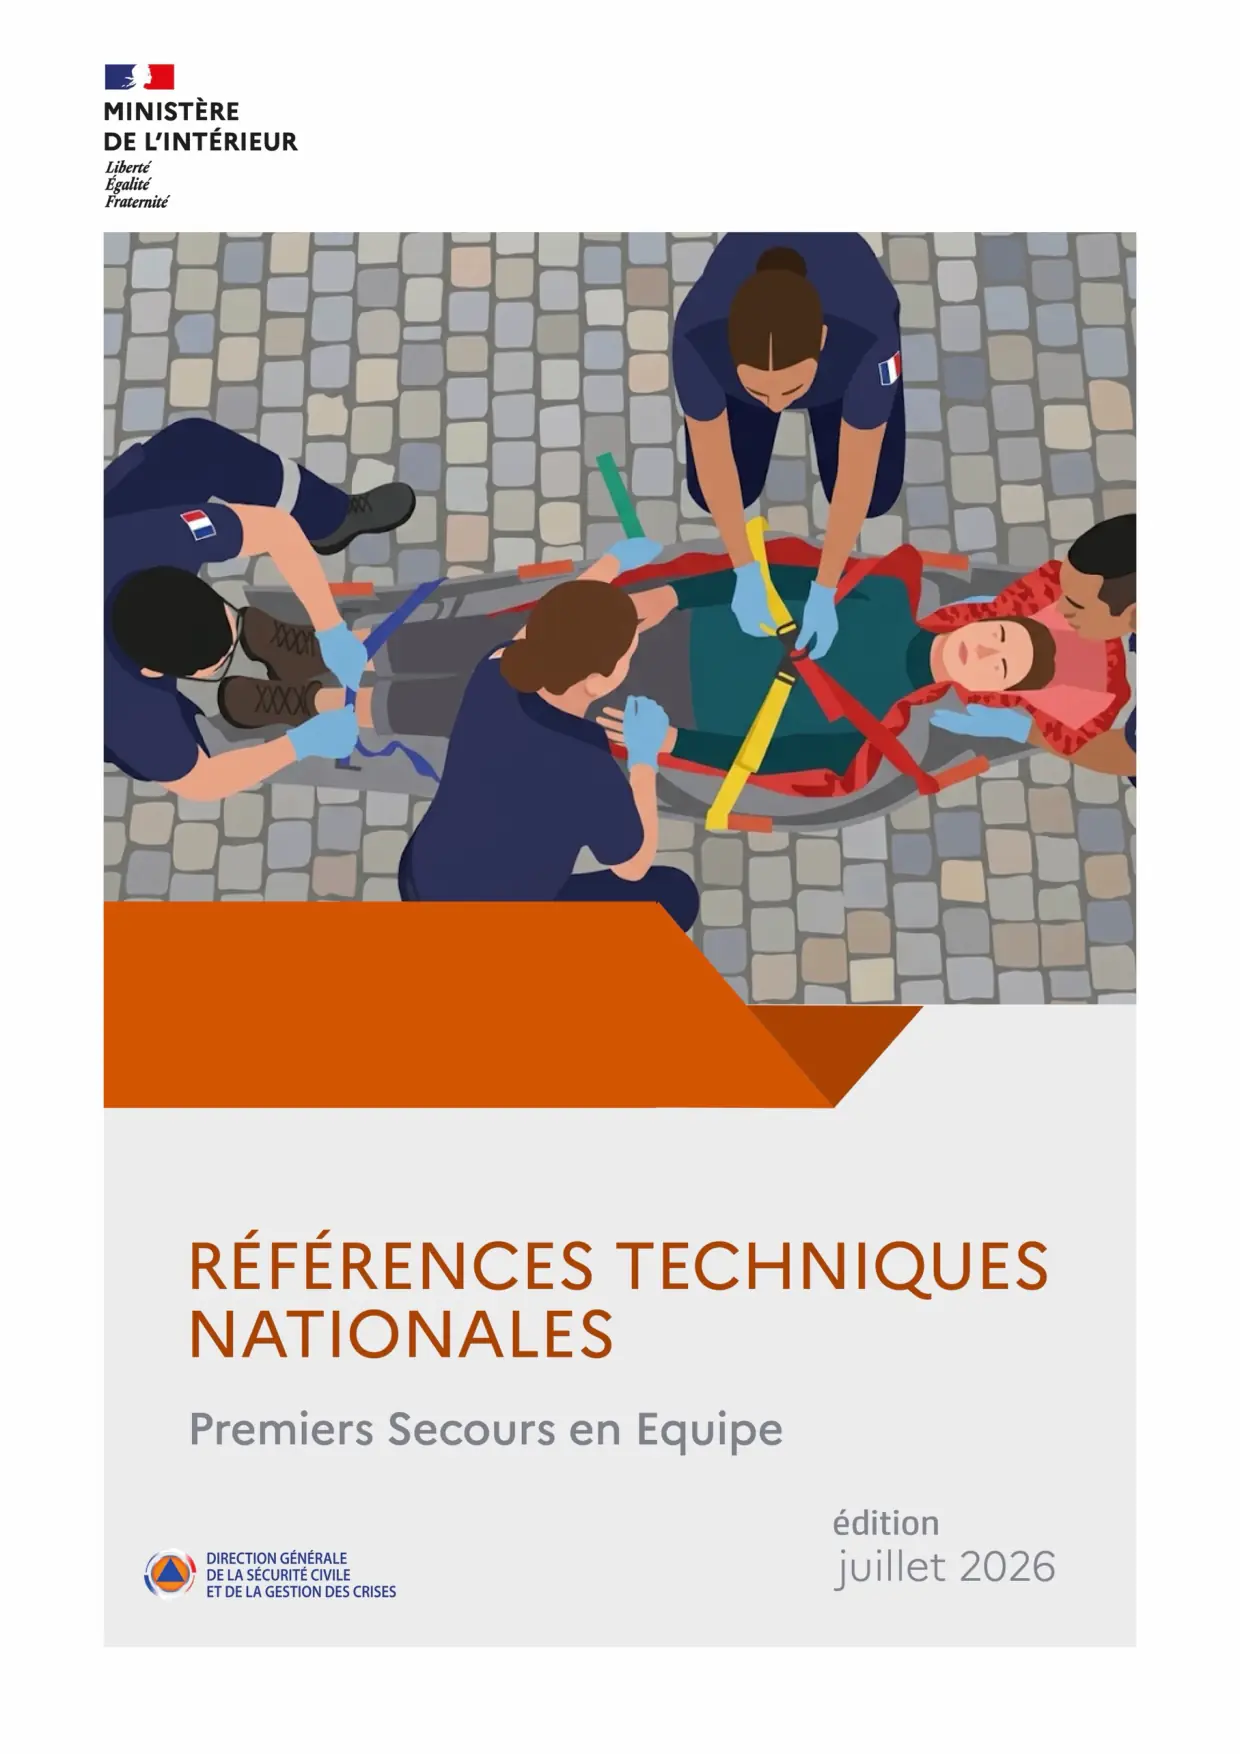 MINISTÈRE
DE L'INTÉRIEUR
Liberté
Égalité
Fraternité
RÉFÉRENCES TECHNIQUES
NATIONALES
Premiers Secours en Equipe
édition
juillet 2026
DIRECTION GÉNÉRALE
DE LA SÉCURITÉ CIVILE
ET DE LA GESTION DES CRISES